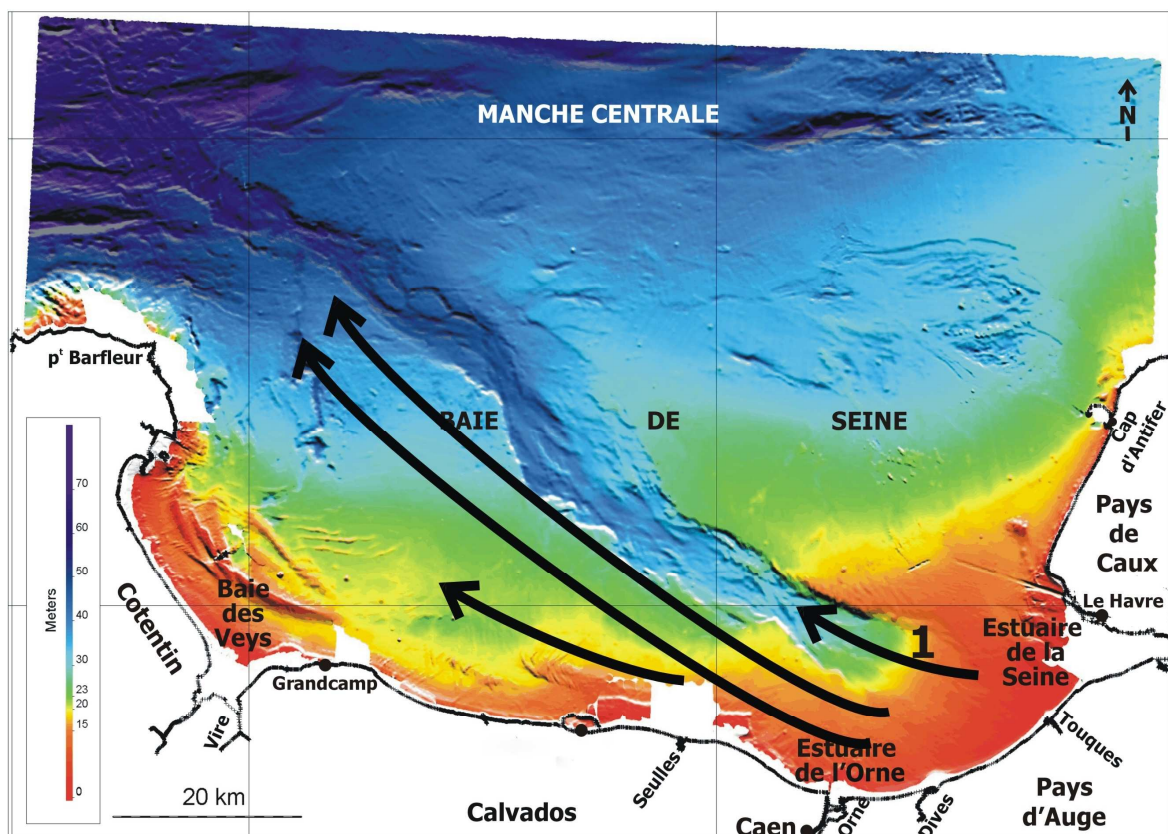 MANCHE CENTRALE
N
pᵗ Barfleur
BAIE
DE
SEINE
Cap
d'Antifer
Pays
de
Caux
Le Havre
Estuaire
de la
Seine
1
Meters
70
60
50
40
30
23
20
15
0
Cotentin
Baie
des
Veys
Grandcamp
Vire
Seulles
Estuaire
de l'Orne
Touques
20 km
Calvados
Caen
Orne
Dives
Pays
d'Auge